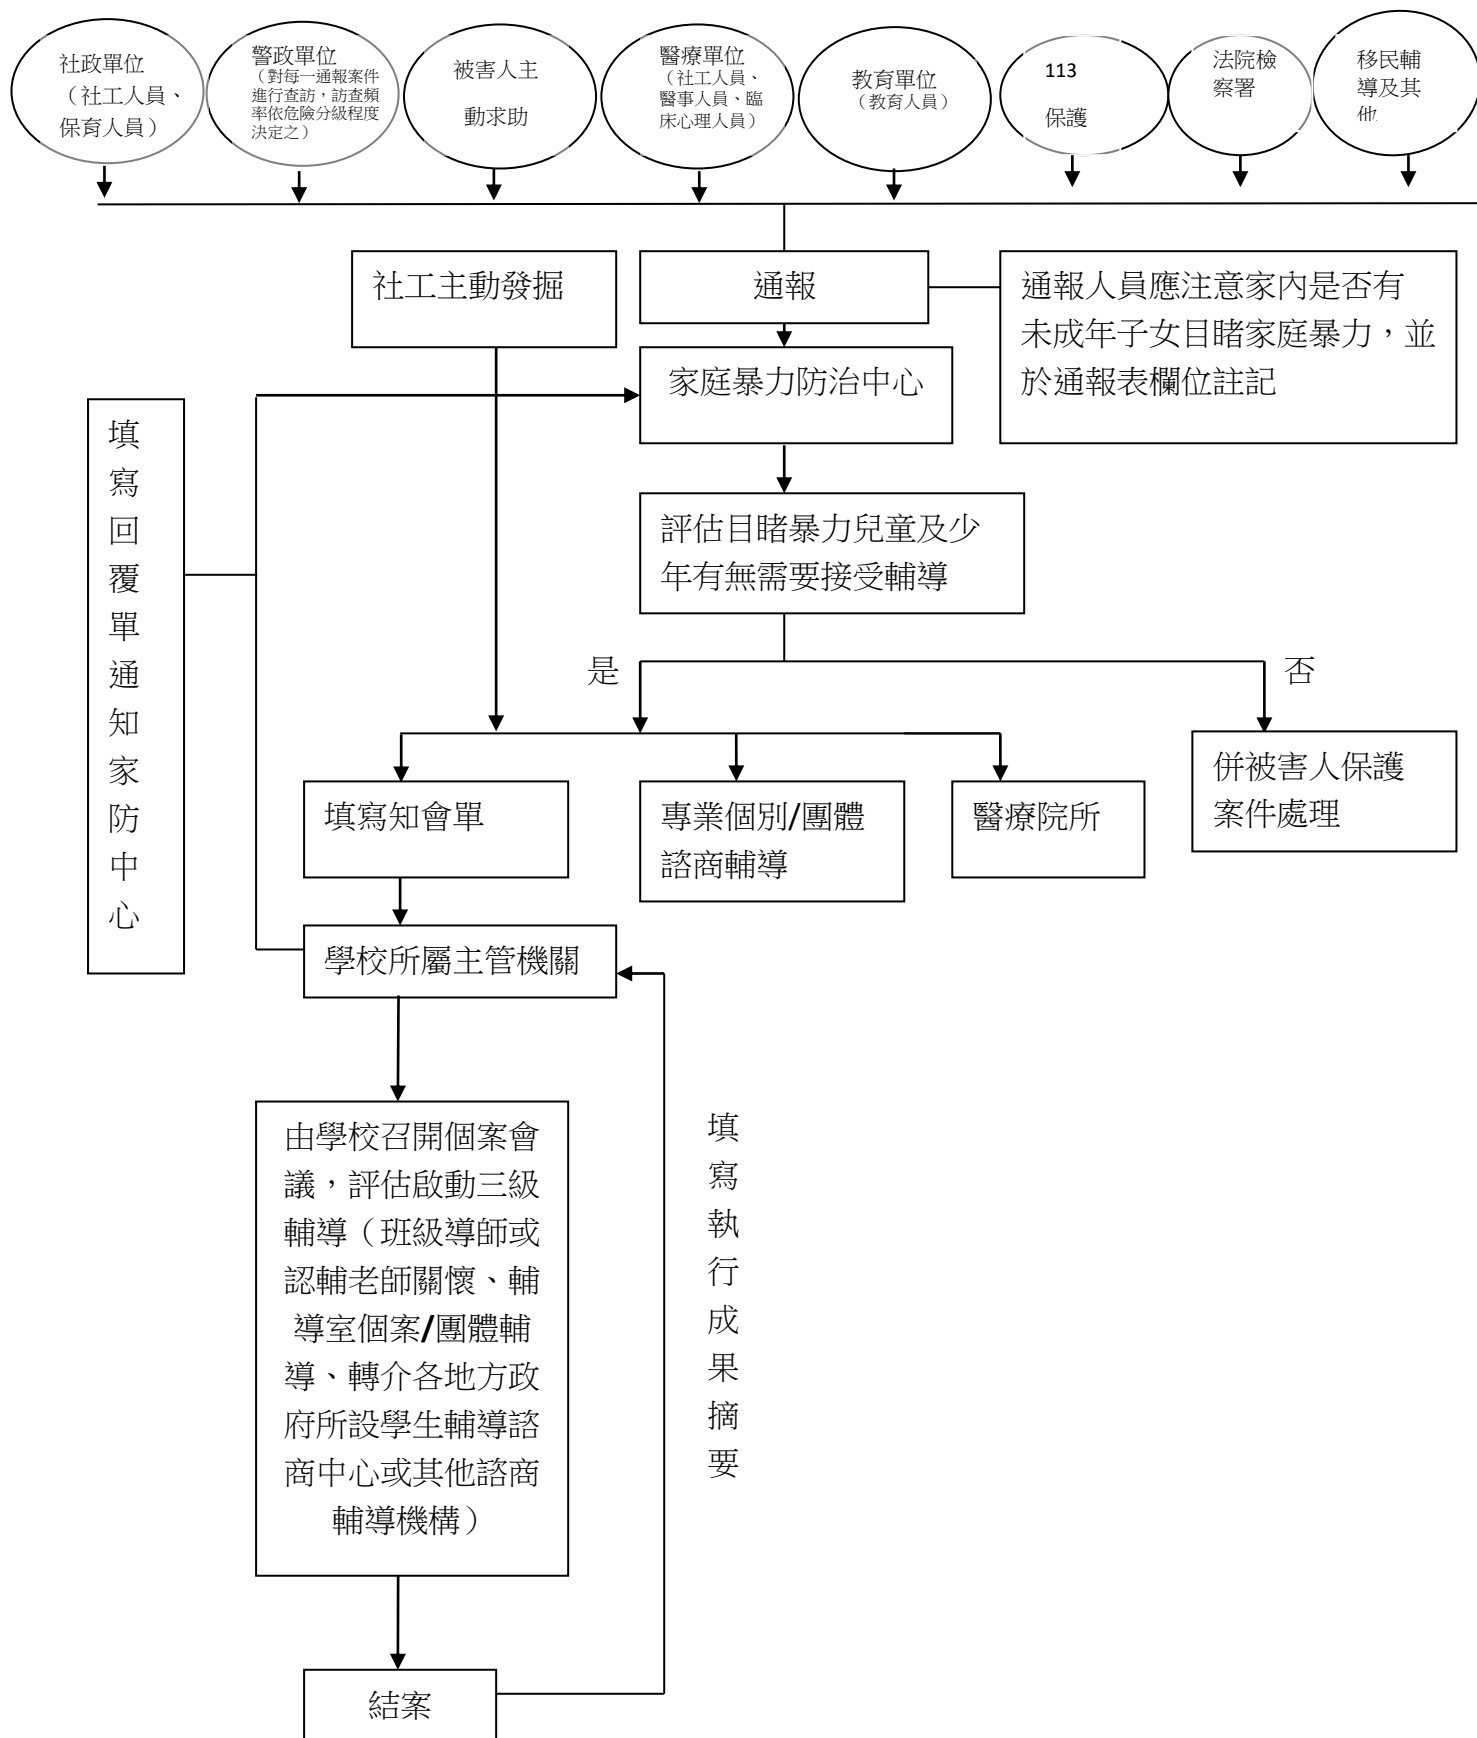 社政單位
（社工人員、
保育人員）
警政單位
（對每一通報案件
進行查訪，訪查頻
率依危險分級程度
決定之）
被害人主
動求助
醫療單位
（社工人員、
醫事人員、臨
床心理人員）
教育單位
（教育人員）
113
保護
法院檢
察署
移民輔
導及其
他
社工主動發掘
通報
通報人員應注意家內是否有
未成年子女目睹家庭暴力，並
於通報表欄位註記
家庭暴力防治中心
填寫回覆單通知家防中心
評估目睹暴力兒童及少
年有無需要接受輔導
是
否
填寫知會單
專業個別/團體
諮商輔導
醫療院所
併被害人保護
案件處理
學校所屬主管機關
由學校召開個案會
議，評估啟動三級
輔導（班級導師或
認輔老師關懷、輔
導室個案/團體輔
導、轉介各地方政
府所設學生輔導諮
商中心或其他諮商
輔導機構）
填寫執行成果摘要
結案